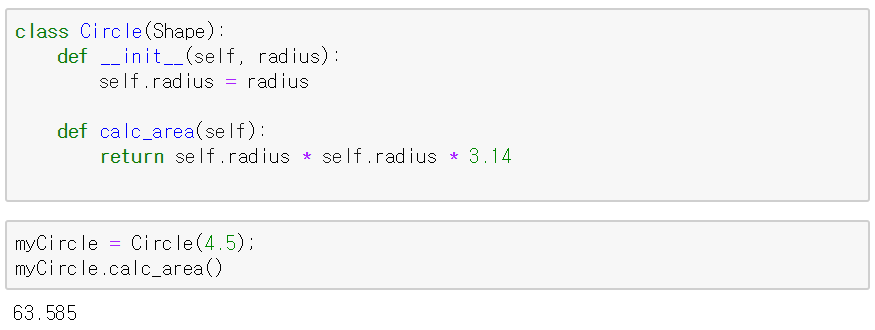 class Circle(Shape):
    def __init__(self, radius):
        self.radius = radius
    def calc_area(self):
        return self.radius * self.radius * 3.14
myCircle = Circle(4.5);
myCircle.calc_area()
63.585